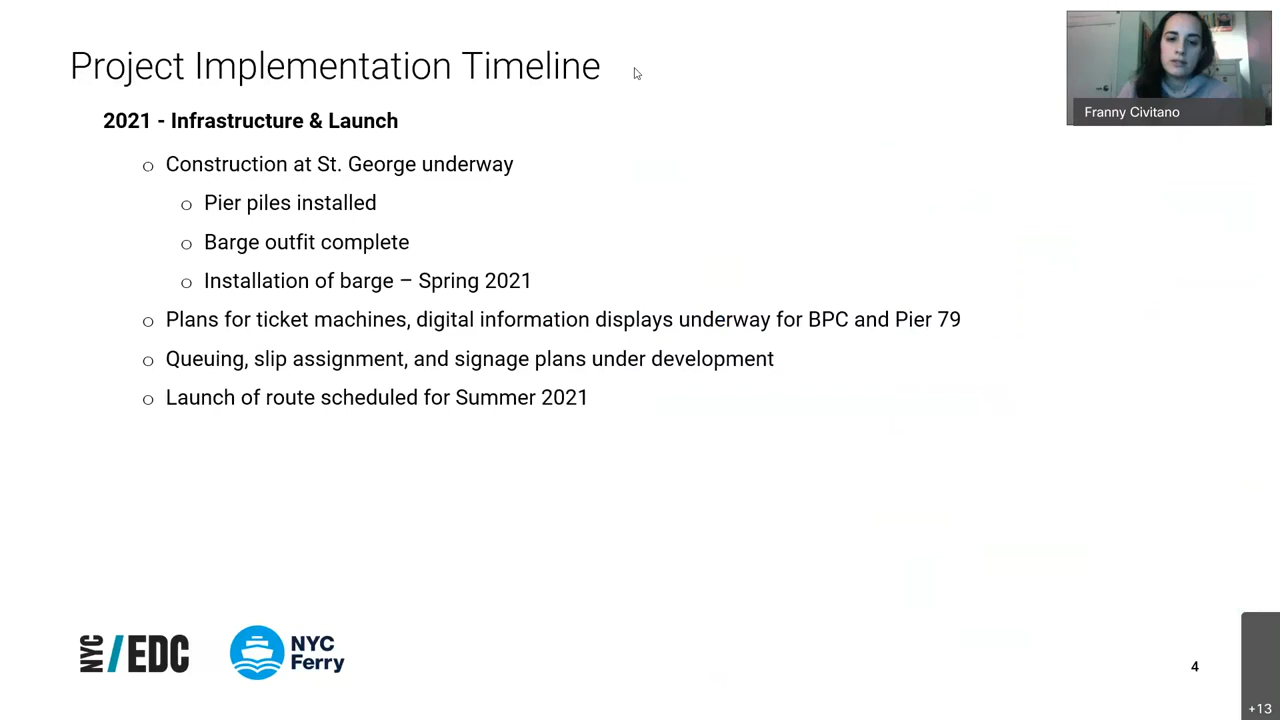 Project Implementation Timeline
Franny Civitano
2021 - Infrastructure & Launch
o Construction at St. George underway
o Pier piles installed
o Barge outfit complete
o Installation of barge – Spring 2021
o Plans for ticket machines, digital information displays underway for BPC and Pier 79
o Queuing, slip assignment, and signage plans under development
o Launch of route scheduled for Summer 2021
NYC / EDC
NYC
Ferry
4
+13